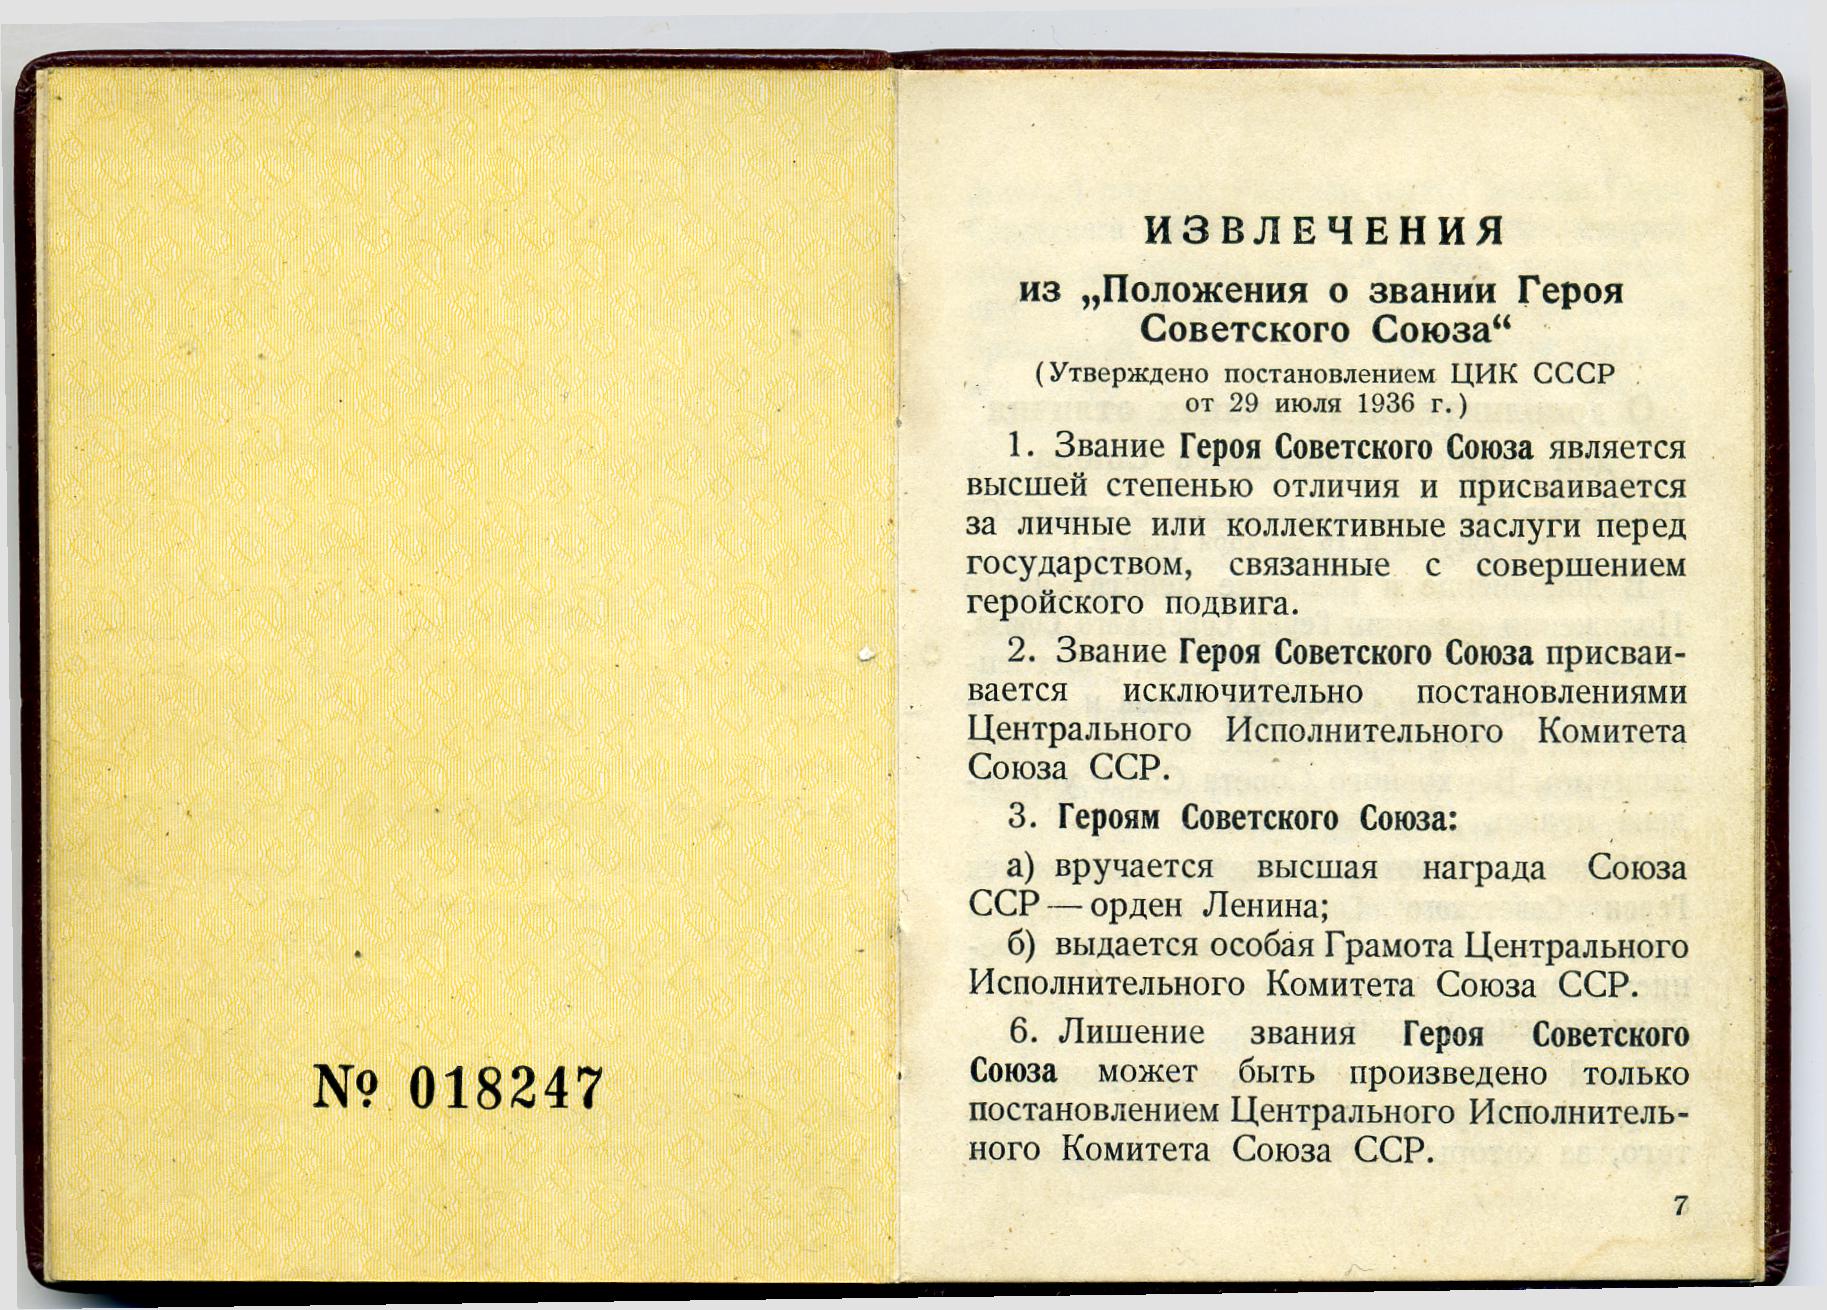 № 018247
ИЗВЛЕЧЕНИЯ
из „Положения о звании Героя
Советского Союза“
(Утверждено постановлением ЦИК СССР
от 29 июля 1936 г.)
1. Звание Героя Советского Союза является
высшей степенью отличия и присваивается
за личные или коллективные заслуги перед
государством, связанные с совершением
геройского подвига.
2. Звание Героя Советского Союза присваи-
вается исключительно постановлениями
Центрального Исполнительного Комитета
Союза ССР.
3. Героям Советского Союза:
а) вручается высшая награда Союза
ССР — орден Ленина;
б) выдается особая Грамота Центрального
Исполнительного Комитета Союза ССР.
6. Лишение звания Героя Советского
Союза может быть произведено только
постановлением Центрального Исполнитель-
ного Комитета Союза ССР.
7